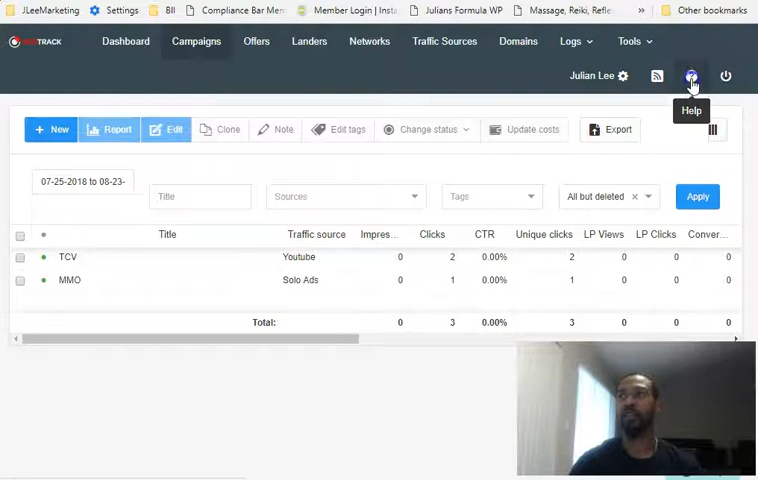 JLeeMarketing Settings BII Compliance Bar Mem Member Login | Insta Julians Formula WP Massage, Reiki, Refle » Other bookmarks
REDTRACK Dashboard Campaigns Offers Landers Networks Traffic Sources Domains Logs Tools
Julian Lee
Help
+ New Report Edit Clone Note Edit tags Change status Update costs Export
07-25-2018 to 08-23-
Title Sources Tags All but deleted × Apply
Title Traffic source Impres... Clicks CTR Unique clicks LP Views LP Clicks Conver...
TCV Youtube 0 2 0.00% 2 0 0 0
MMO Solo Ads 0 1 0.00% 1 0 0 0
Total: 0 3 0.00% 3 0 0 0